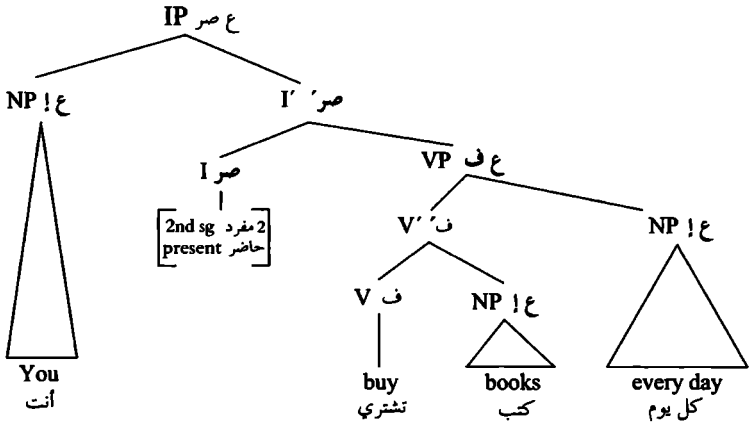 IP ع صر
NP ع إ
I´´ صر
I صر
VP ع ف
2nd sg 2 مفرد
present حاضر
V´´ ف
NP ع إ
V ف
NP ع إ
You
buy
books
every day
أنت
تشتري
كتب
كل يوم